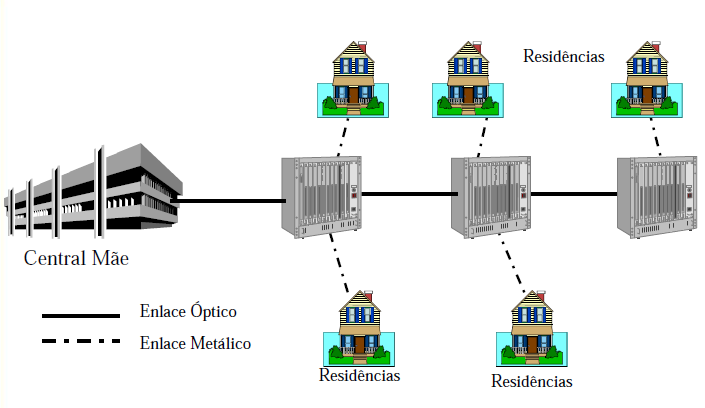 Residências
Central Mãe
Enlace Óptico
Enlace Metálico
Residências
Residências